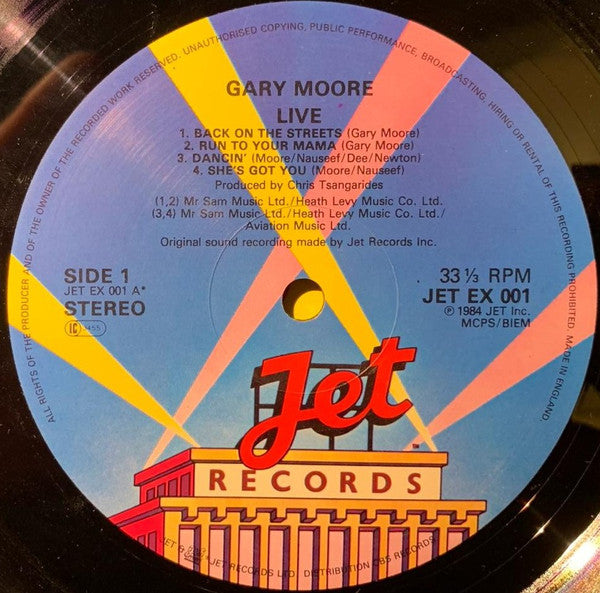 ALL RIGHTS OF THE PRODUCER AND OF THE OWNER OF THE RECORDED WORK RESERVED. UNAUTHORISED COPYING, PUBLIC PERFORMANCE, BROADCASTING. HIRING OR RENTAL OF THIS RECORDING PROHIBITED. MADE IN ENGLAND.
GARY MOORE
LIVE
1. BACK ON THE STREETS (Gary Moore)
2. RUN TO YOUR MAMA (Gary Moore)
3. DANCIN' (Moore/Nauseef/Dee/Newton)
4. SHE'S GOT YOU (Moore/Nauseef)
Produced by Chris Tsangarides
(1,2) Mr Sam Music Ltd./Heath Levy Music Co. Ltd.
(3,4) Mr Sam Music Ltd./Heath Levy Music Co. Ltd./
Aviation Music Ltd.
Original sound recording made by Jet Records Inc.
SIDE 1
JET EX 001 A*
STEREO
LC 5455
33⅓ RPM
JET EX 001
℗ 1984 JET Inc.
MCPS/BIEM
Jet
RECORDS
JET & JET RECORDS LTD. DISTRIBUTION CBS RECORDS